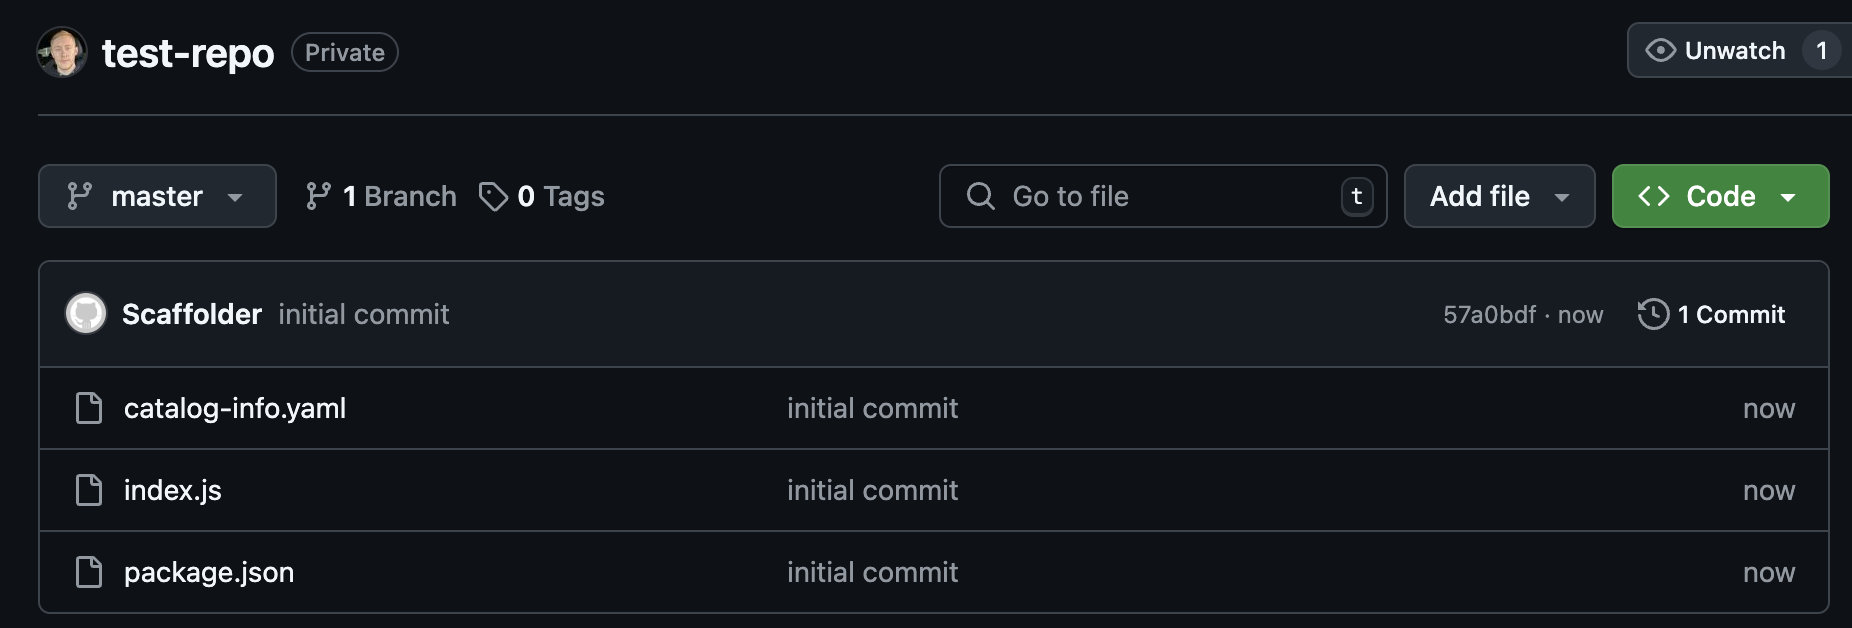 test-repo Private Unwatch 1
master 1 Branch 0 Tags Go to file t Add file <> Code
Scaffolder initial commit 57a0bdf · now 1 Commit
catalog-info.yaml initial commit now
index.js initial commit now
package.json initial commit now